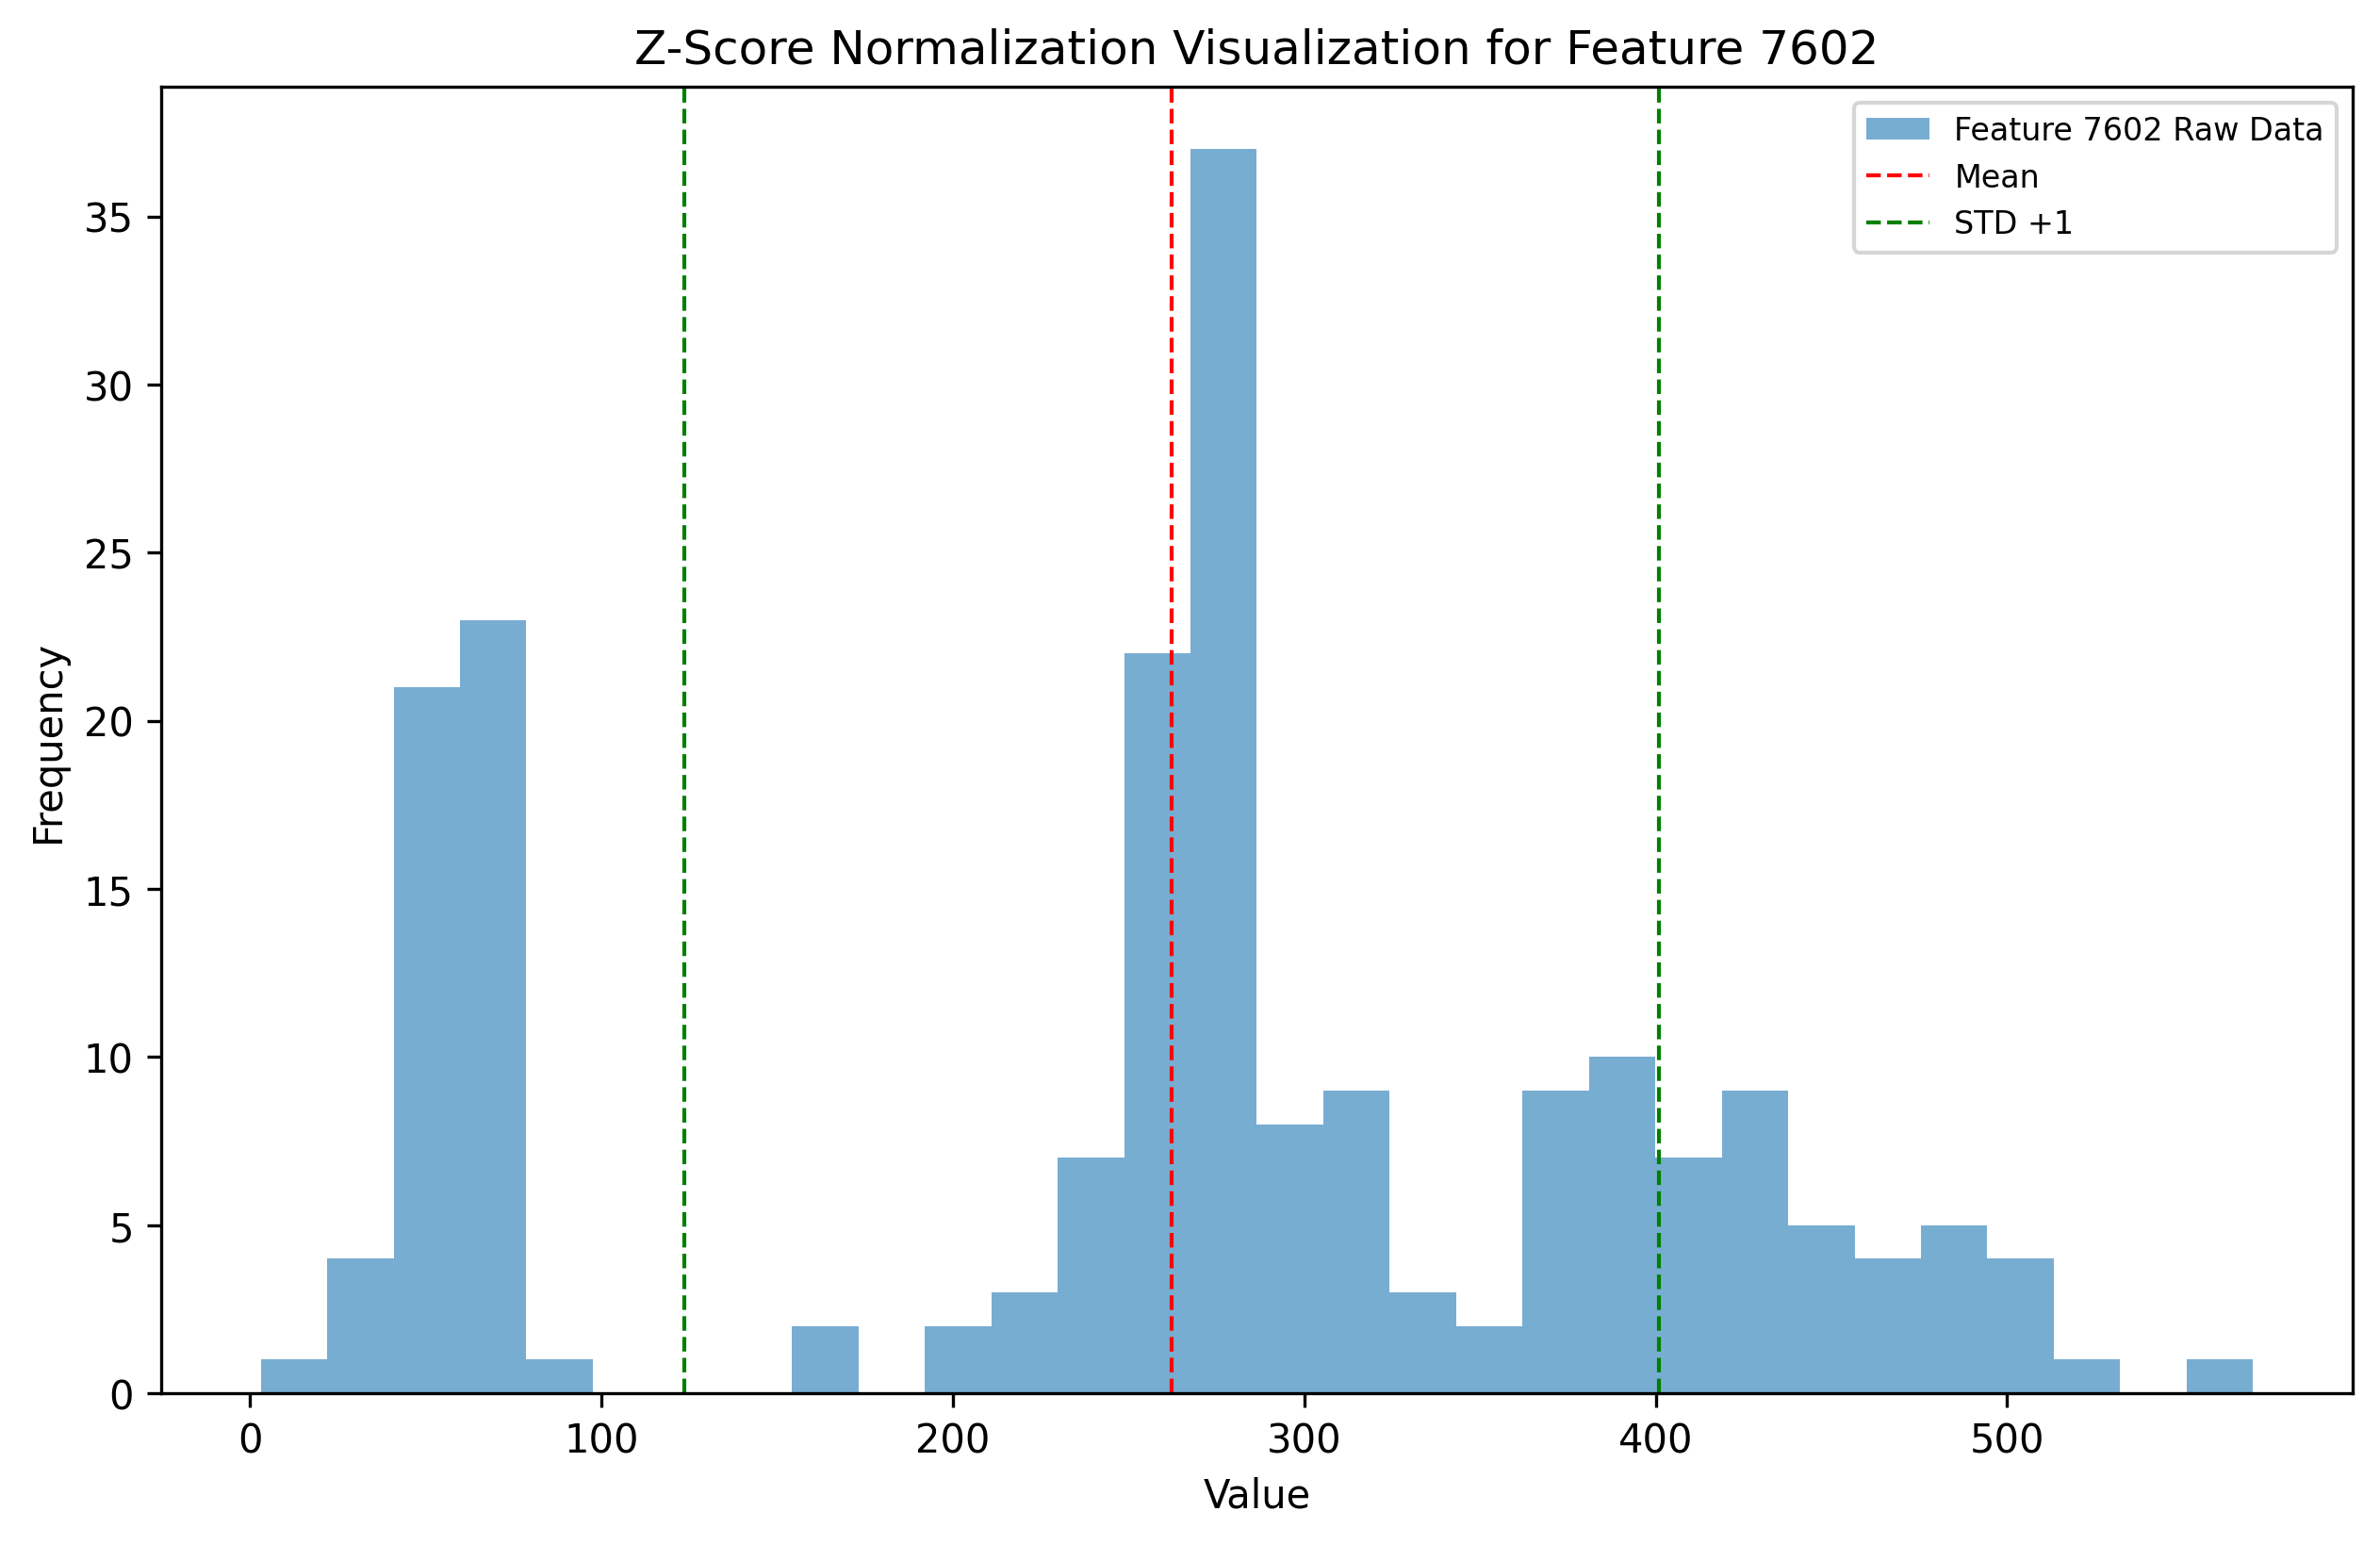 Z-Score Normalization Visualization for Feature 7602
Feature 7602 Raw Data
Mean
STD +1
Frequency
35
30
25
20
15
10
5
0
0 100 200 300 400 500
Value